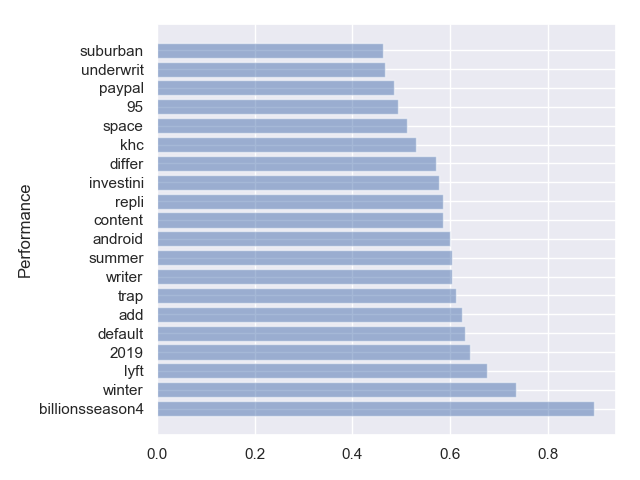 suburban
underwrit
paypal
95
space
khc
differ
investini
repli
content
android
summer
writer
trap
add
default
2019
lyft
winter
billionsseason4
Performance
0.0 0.2 0.4 0.6 0.8